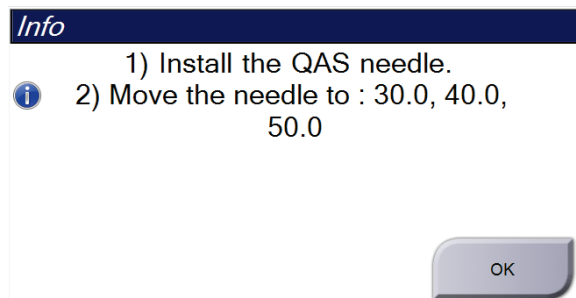 Info
1) Install the QAS needle.
2) Move the needle to : 30.0, 40.0,
50.0
OK